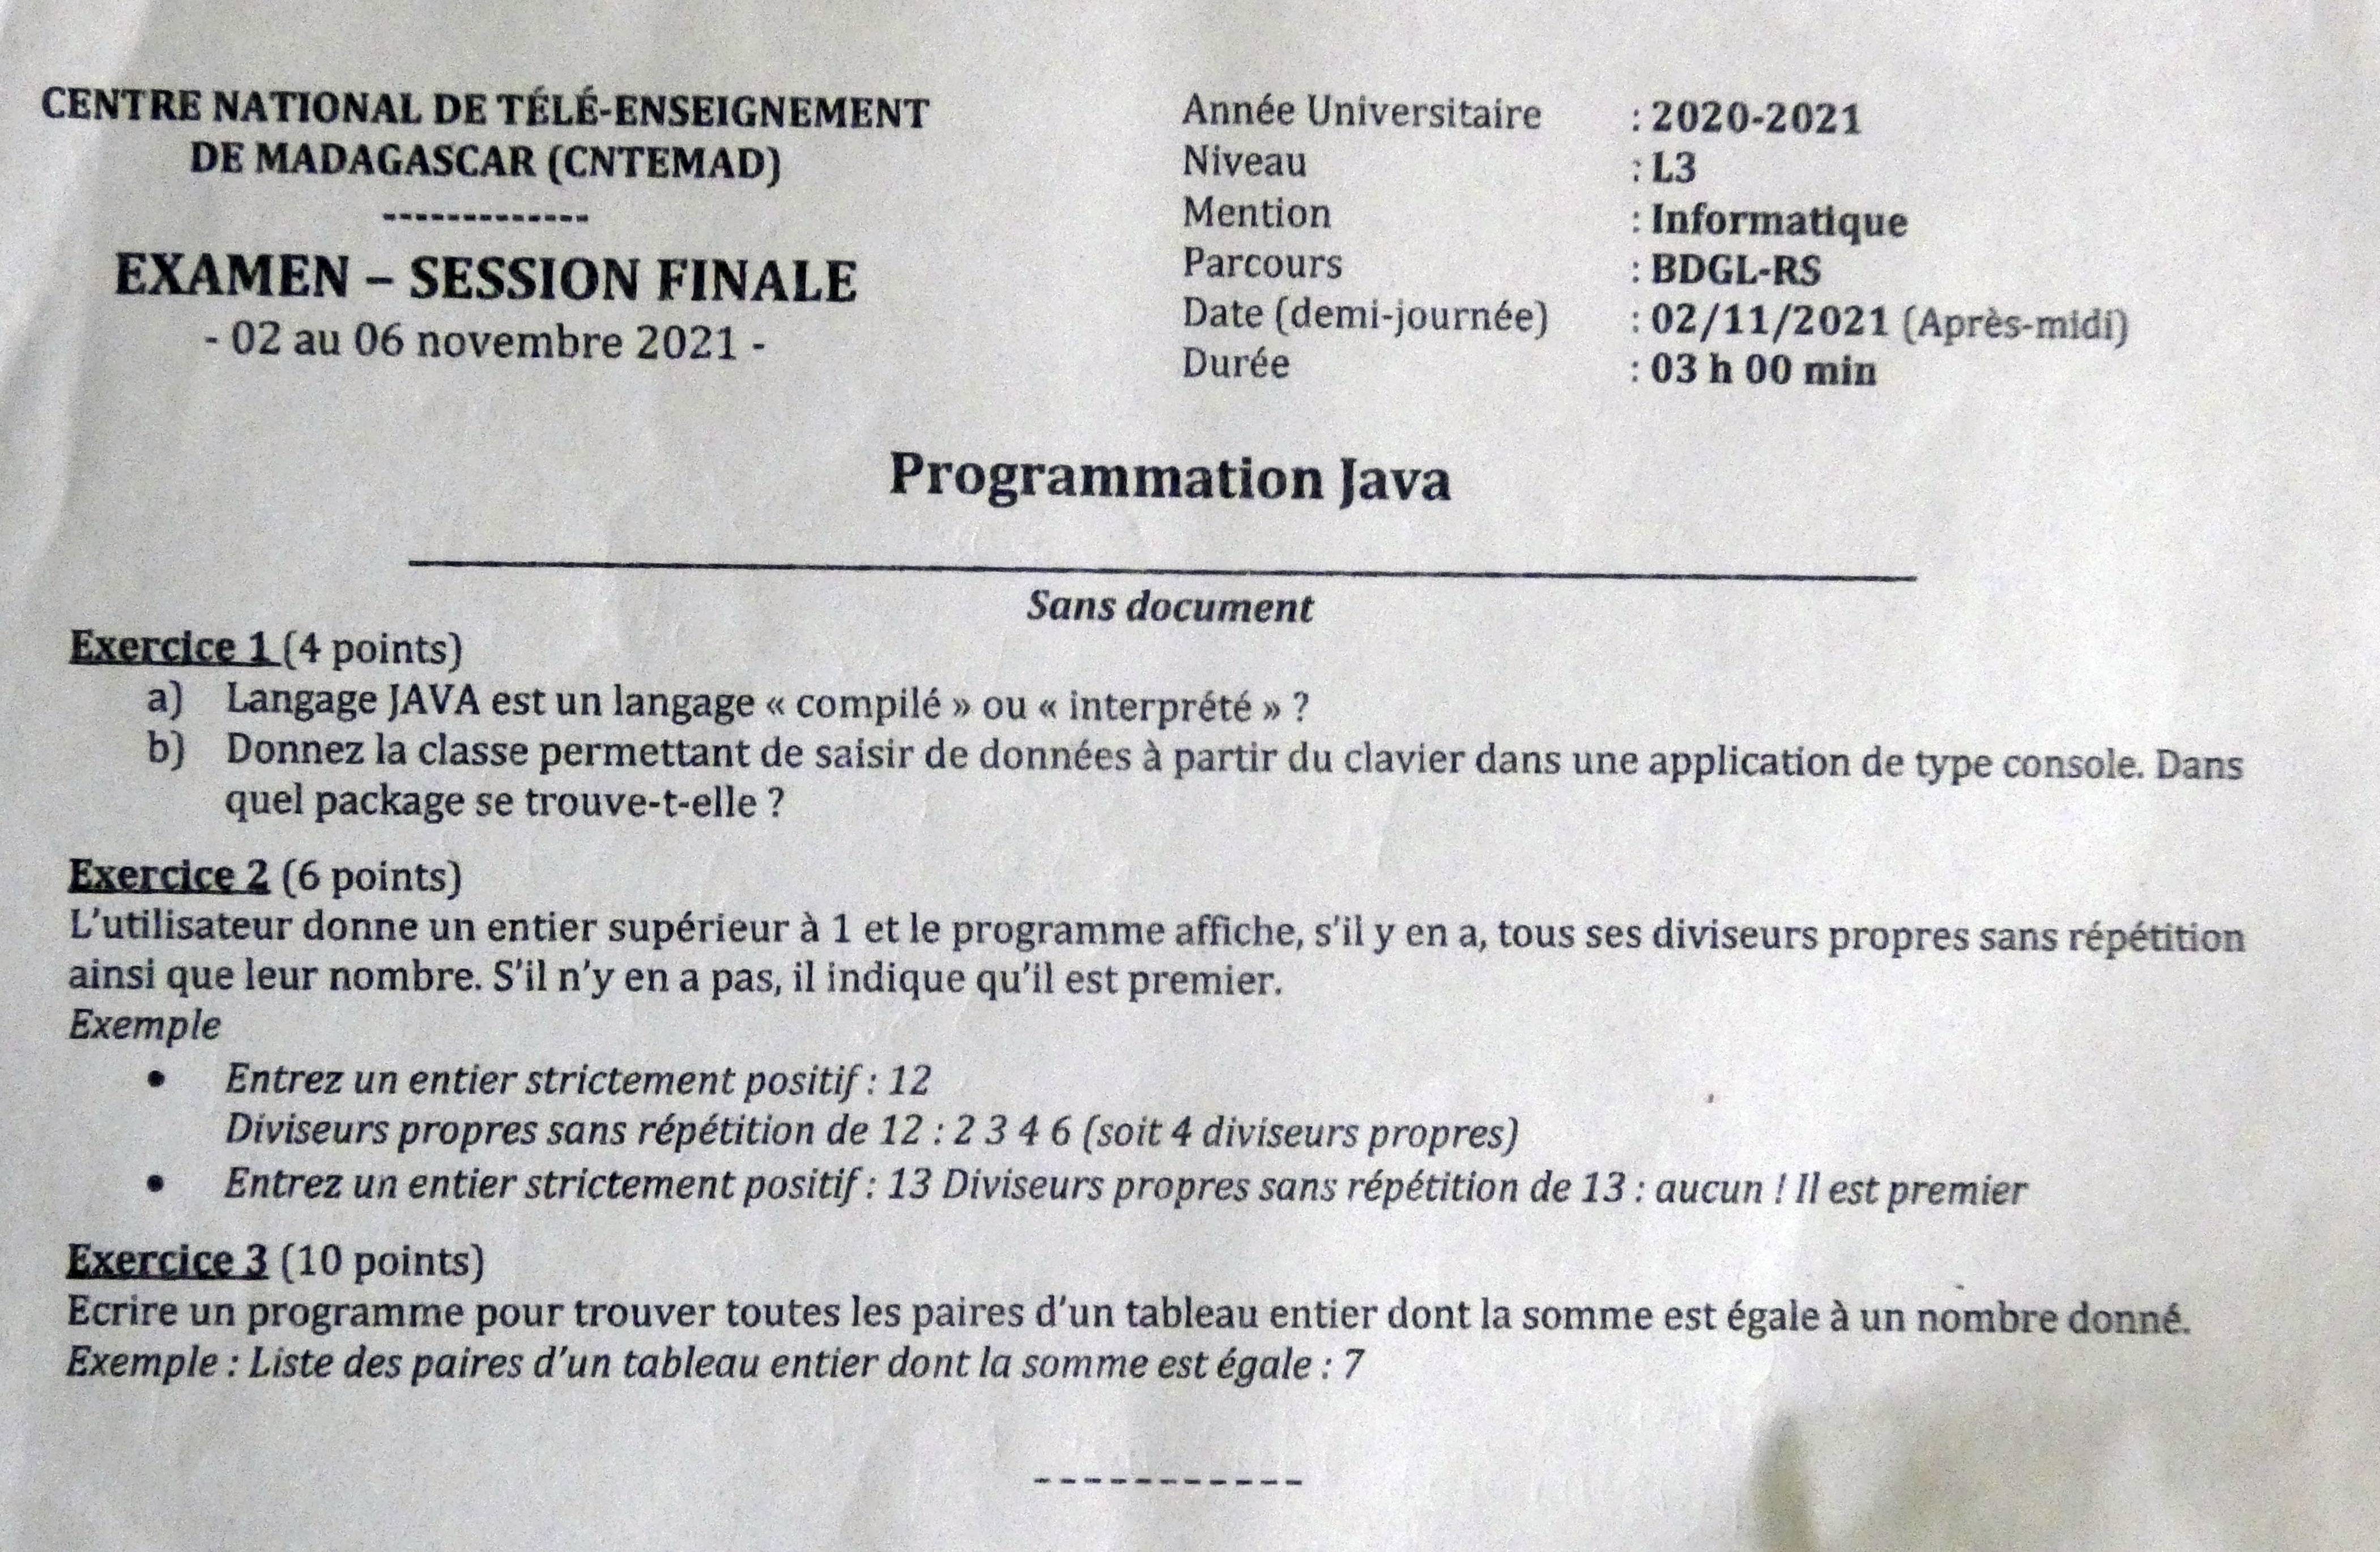 CENTRE NATIONAL DE TÉLÉ-ENSEIGNEMENT
DE MADAGASCAR (CNTEMAD)
-------------
EXAMEN – SESSION FINALE
- 02 au 06 novembre 2021 -
Année Universitaire : 2020-2021
Niveau : L3
Mention : Informatique
Parcours : BDGL-RS
Date (demi-journée) : 02/11/2021 (Après-midi)
Durée : 03 h 00 min
Programmation Java
Sans document
Exercice 1 (4 points)
a) Langage JAVA est un langage « compilé » ou « interprété » ?
b) Donnez la classe permettant de saisir de données à partir du clavier dans une application de type console. Dans
quel package se trouve-t-elle ?
Exercice 2 (6 points)
L'utilisateur donne un entier supérieur à 1 et le programme affiche, s'il y en a, tous ses diviseurs propres sans répétition
ainsi que leur nombre. S'il n'y en a pas, il indique qu'il est premier.
Exemple
• Entrez un entier strictement positif : 12
Diviseurs propres sans répétition de 12 : 2 3 4 6 (soit 4 diviseurs propres)
• Entrez un entier strictement positif : 13 Diviseurs propres sans répétition de 13 : aucun ! Il est premier
Exercice 3 (10 points)
Ecrire un programme pour trouver toutes les paires d'un tableau entier dont la somme est égale à un nombre donné.
Exemple : Liste des paires d'un tableau entier dont la somme est égale : 7
-----------